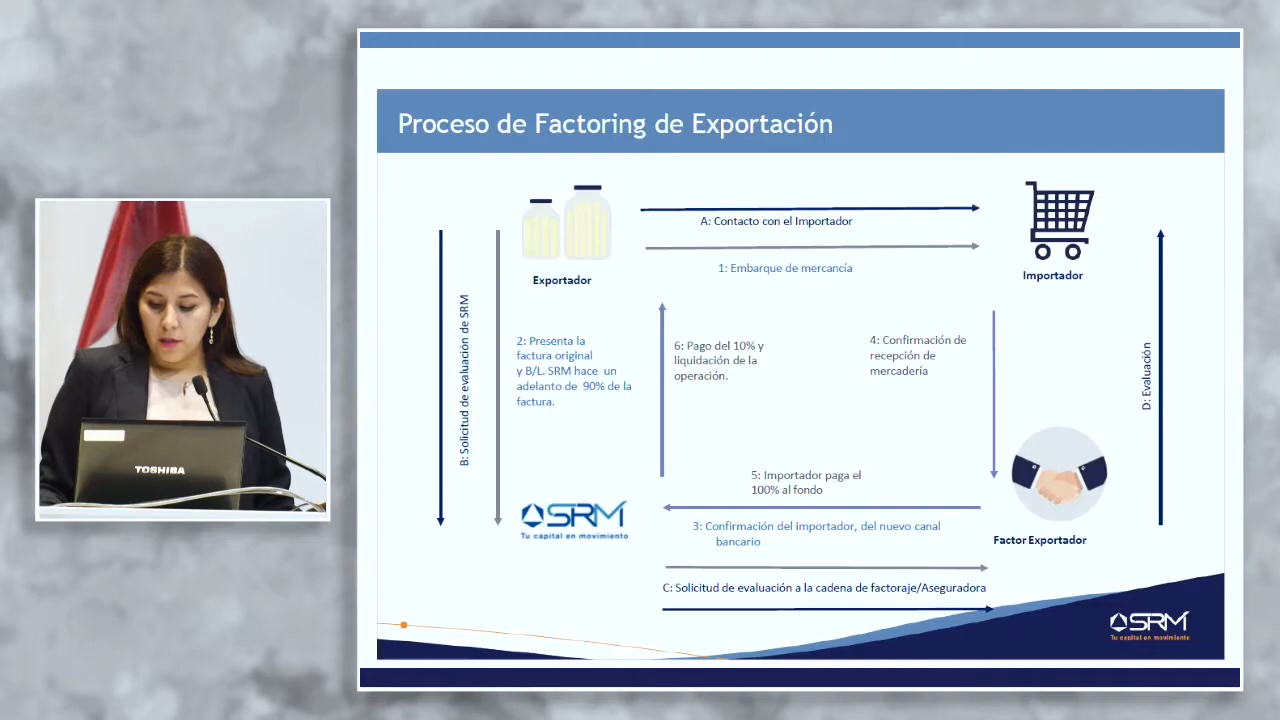 Proceso de Factoring de Exportación
A: Contacto con el Importador
1: Embarque de mercancía
Exportador
Importador
B: Solicitud de evaluación de SRM
2: Presenta la
factura original
y B/L. SRM hace un
adelanto de 90% de la
factura.
6: Pago del 10% y
liquidación de la
operación.
4: Confirmación de
recepción de
mercadería
D: Evaluación
5: Importador paga el
100% al fondo
3: Confirmación del importador, del nuevo canal
bancario
SRM
Tu capital en movimiento
Factor Exportador
C: Solicitud de evaluación a la cadena de factoraje/Aseguradora
SRM
Tu capital en movimiento
TOSHIBA